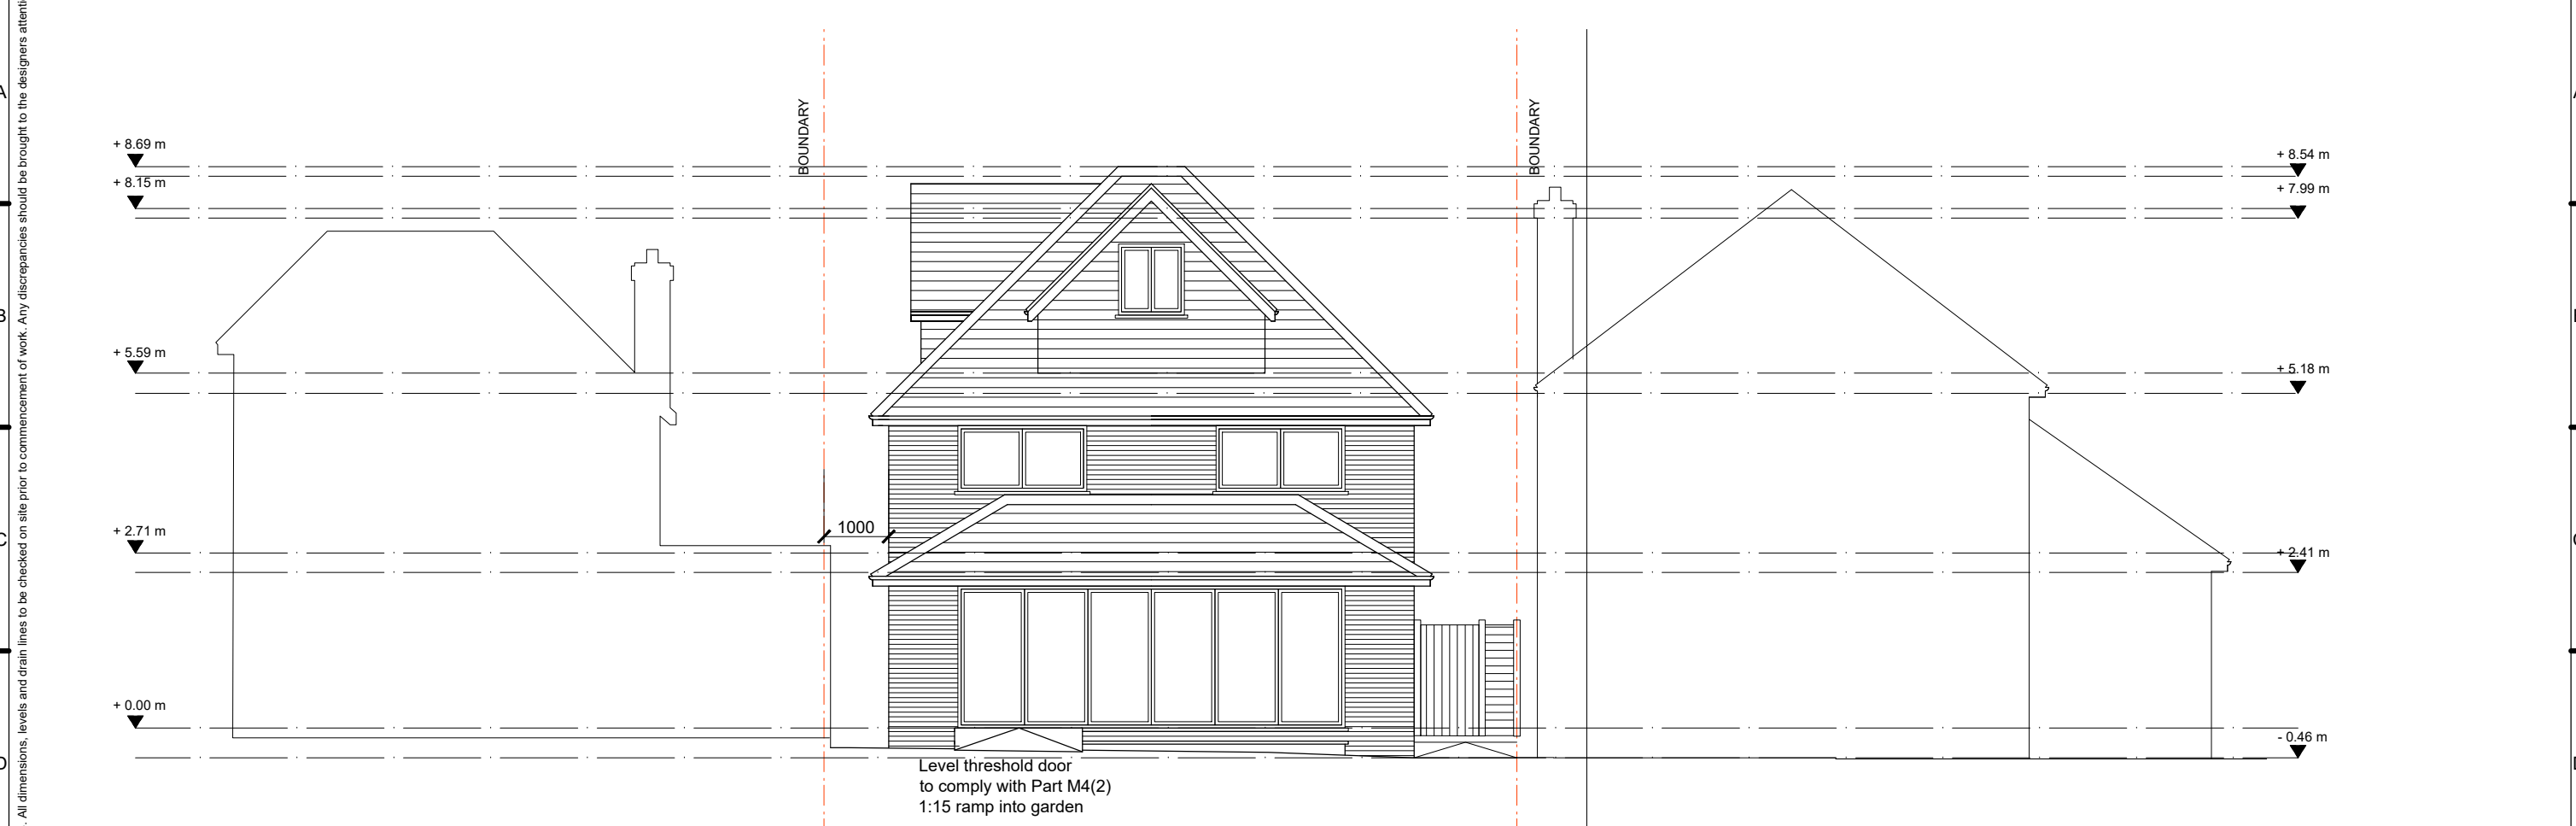 . All dimensions, levels and drain lines to be checked on site prior to commencement of work. Any discrepancies should be brought to the designers attenti
A
B
C
D
BOUNDARY
BOUNDARY
+ 8.69 m
+ 8.15 m
+ 5.59 m
+ 2.71 m
+ 0.00 m
+ 8.54 m
+ 7.99 m
+ 5.18 m
+ 2.41 m
- 0.46 m
1000
Level threshold door
to comply with Part M4(2)
1:15 ramp into garden